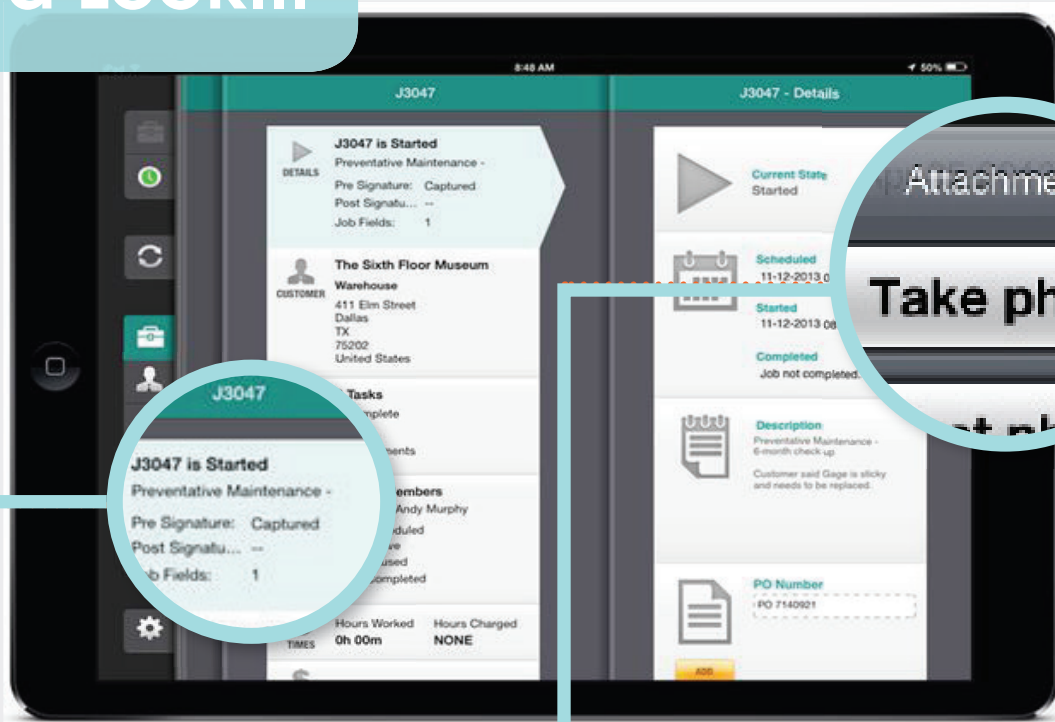 a Look...
8:48 AM
50%
J3047
J3047 - Details
J3047 is Started
Preventative Maintenance -
Pre Signature: Captured
Post Signatu... --
Job Fields: 1
DETAILS
The Sixth Floor Museum
Warehouse
411 Elm Street
Dallas
TX
75202
United States
CUSTOMER
Tasks
mplete
ments
embers
Andy Murphy
duled
ve
used
ompleted
Hours Worked Hours Charged
0h 00m NONE
TIMES
$
Current State
Started
Scheduled
11-12-2013 0
Started
11-12-2013 08
Completed
Job not completed.
Description
Preventative Maintenance -
6-month check up
Customer said Gage is sticky
and needs to be replaced.
PO Number
PO 7140921
ADD
J3047
J3047 is Started
Preventative Maintenance -
Pre Signature: Captured
Post Signatu... --
ob Fields: 1
Attachme
Take ph